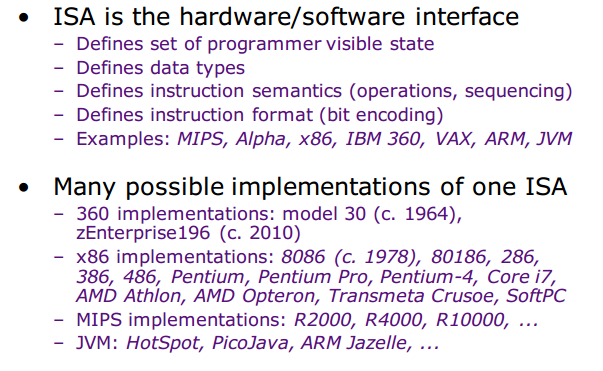 • ISA is the hardware/software interface
– Defines set of programmer visible state
– Defines data types
– Defines instruction semantics (operations, sequencing)
– Defines instruction format (bit encoding)
– Examples: MIPS, Alpha, x86, IBM 360, VAX, ARM, JVM
• Many possible implementations of one ISA
– 360 implementations: model 30 (c. 1964),
zEnterprise196 (c. 2010)
– x86 implementations: 8086 (c. 1978), 80186, 286,
386, 486, Pentium, Pentium Pro, Pentium-4, Core i7,
AMD Athlon, AMD Opteron, Transmeta Crusoe, SoftPC
– MIPS implementations: R2000, R4000, R10000, ...
– JVM: HotSpot, PicoJava, ARM Jazelle, ...